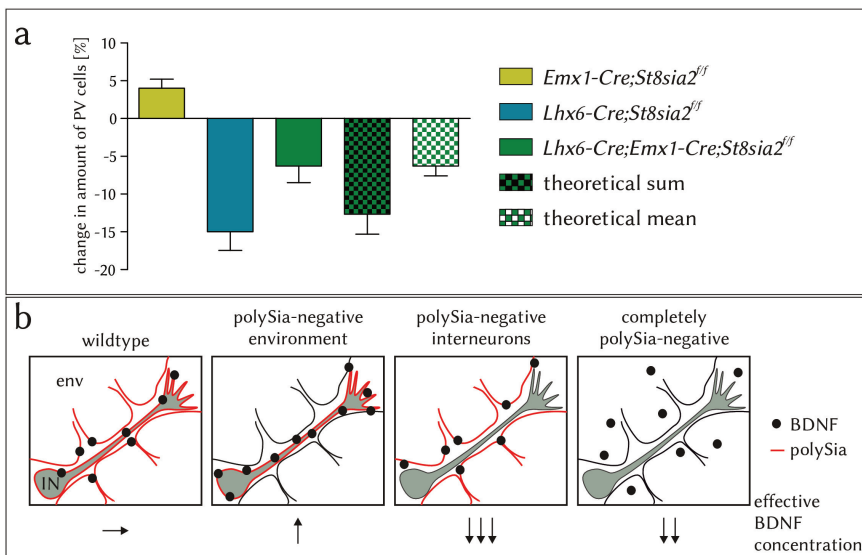 a
change in amount of PV cells [%]
10
5
0
-5
-10
-15
-20
Emx1-Cre;St8sia2f/f
Lhx6-Cre;St8sia2f/f
Lhx6-Cre;Emx1-Cre;St8sia2f/f
theoretical sum
theoretical mean
b
wildtype
polySia-negative
environment
polySia-negative
interneurons
completely
polySia-negative
env
IN
BDNF
polySia
effective
BDNF
concentration